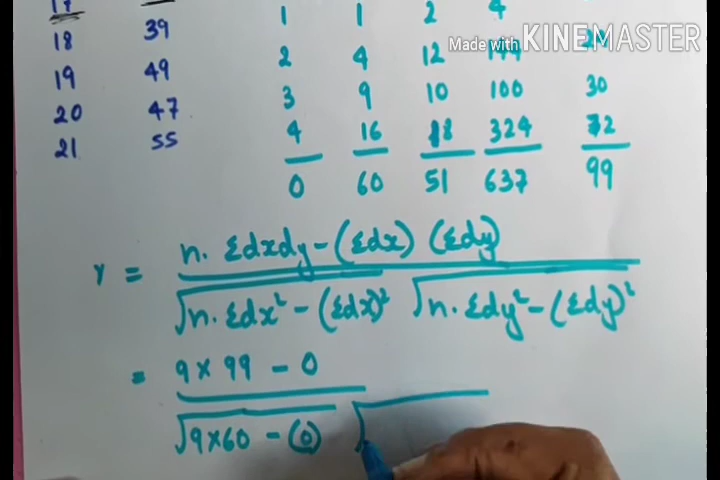 17
18 39 1 1 2 4
Made with KINEMASTER
19 49 2 4 12 144
20 47 3 9 10 100 30
21 55 4 16 18 324 72
0 60 51 637 99
r = n. Σdxdy - (Σdx) (Σdy)
√n. Σdx² - (Σdx)² √n. Σdy² - (Σdy)²
= 9 × 99 - 0
√9×60 - (0) √